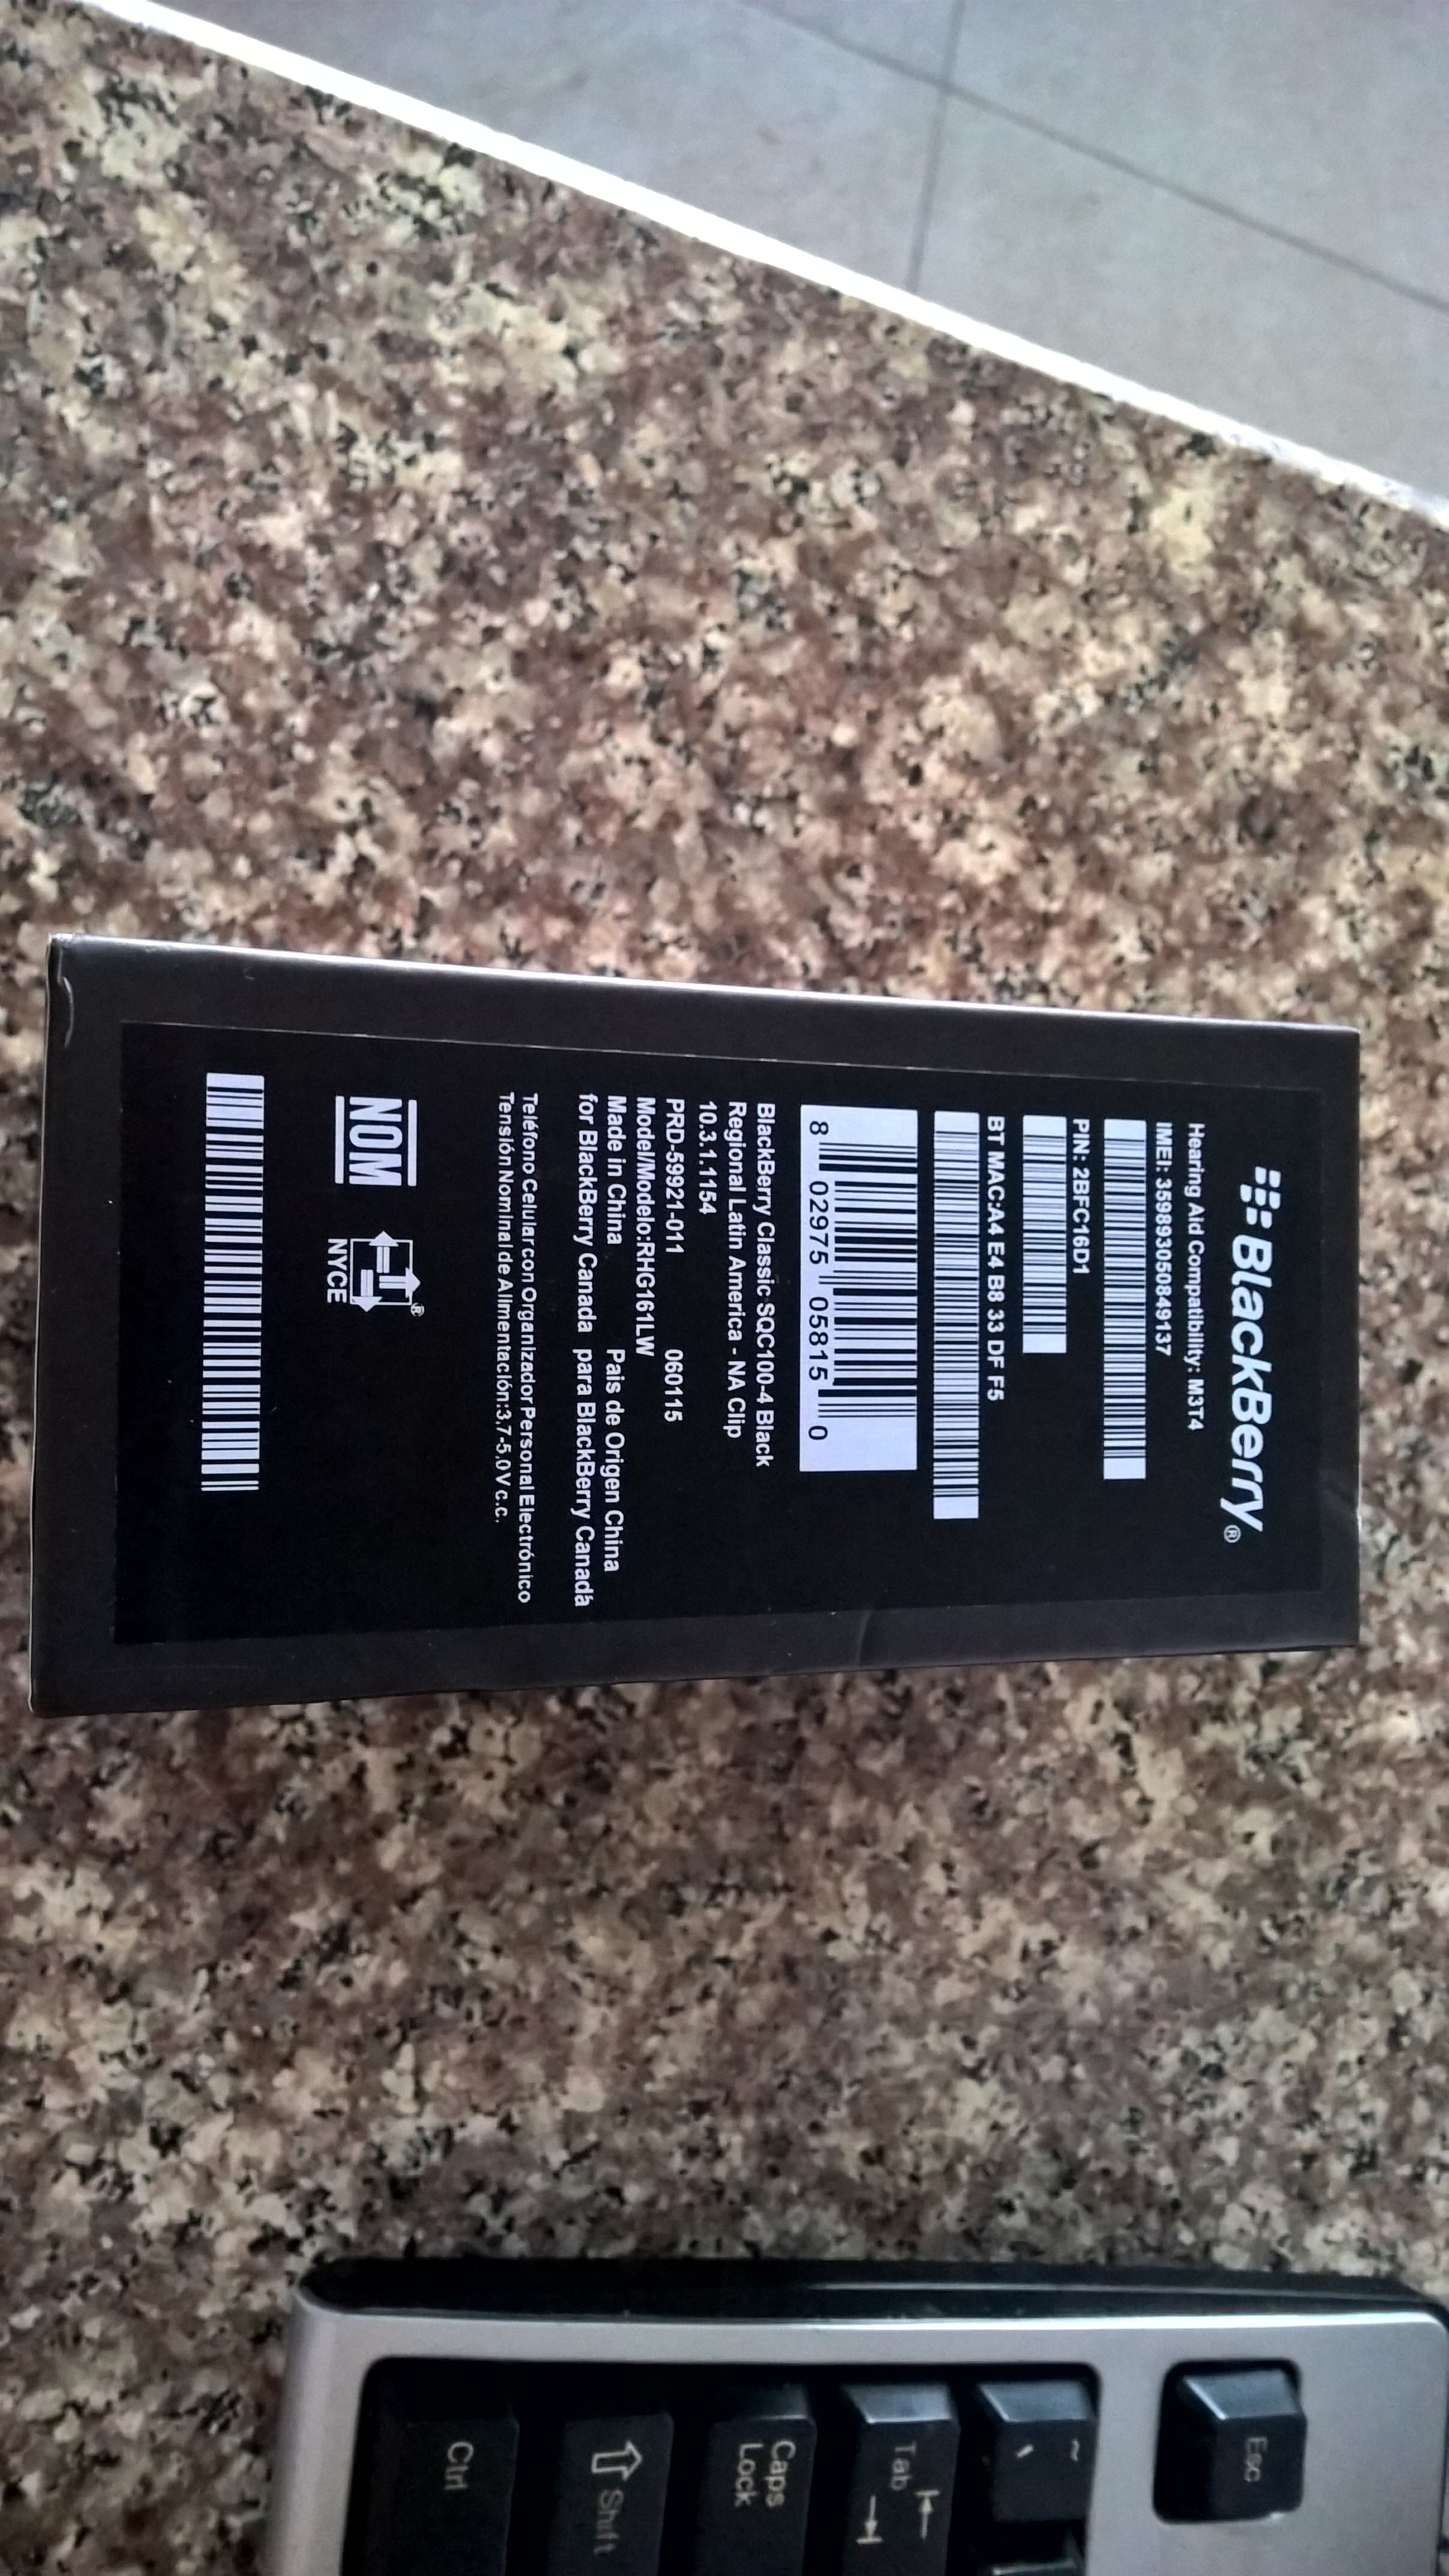 BlackBerry®
Hearing Aid Compatibility: M3T4
IMEI: 359893050849137
PIN: 2BFC16D1
BT MAC:A4 E4 B8 33 DF F5
8 02975 05815 0
BlackBerry Classic SQC100-4 Black
Regional Latin America - NA Clip
10.3.1.1154
PRD-59921-011 060115
Model/Modelo:RHG161LW
Made in China Pais de Origen China
for BlackBerry Canada para BlackBerry Canadá
Teléfono Celular con Organizador Personal Electrónico
Tensión Nominal de Alimentación:3,7-5,0V c.c.
NOM
NYCE ®
Esc
~
Tab
Caps
Lock
Shift
Ctrl